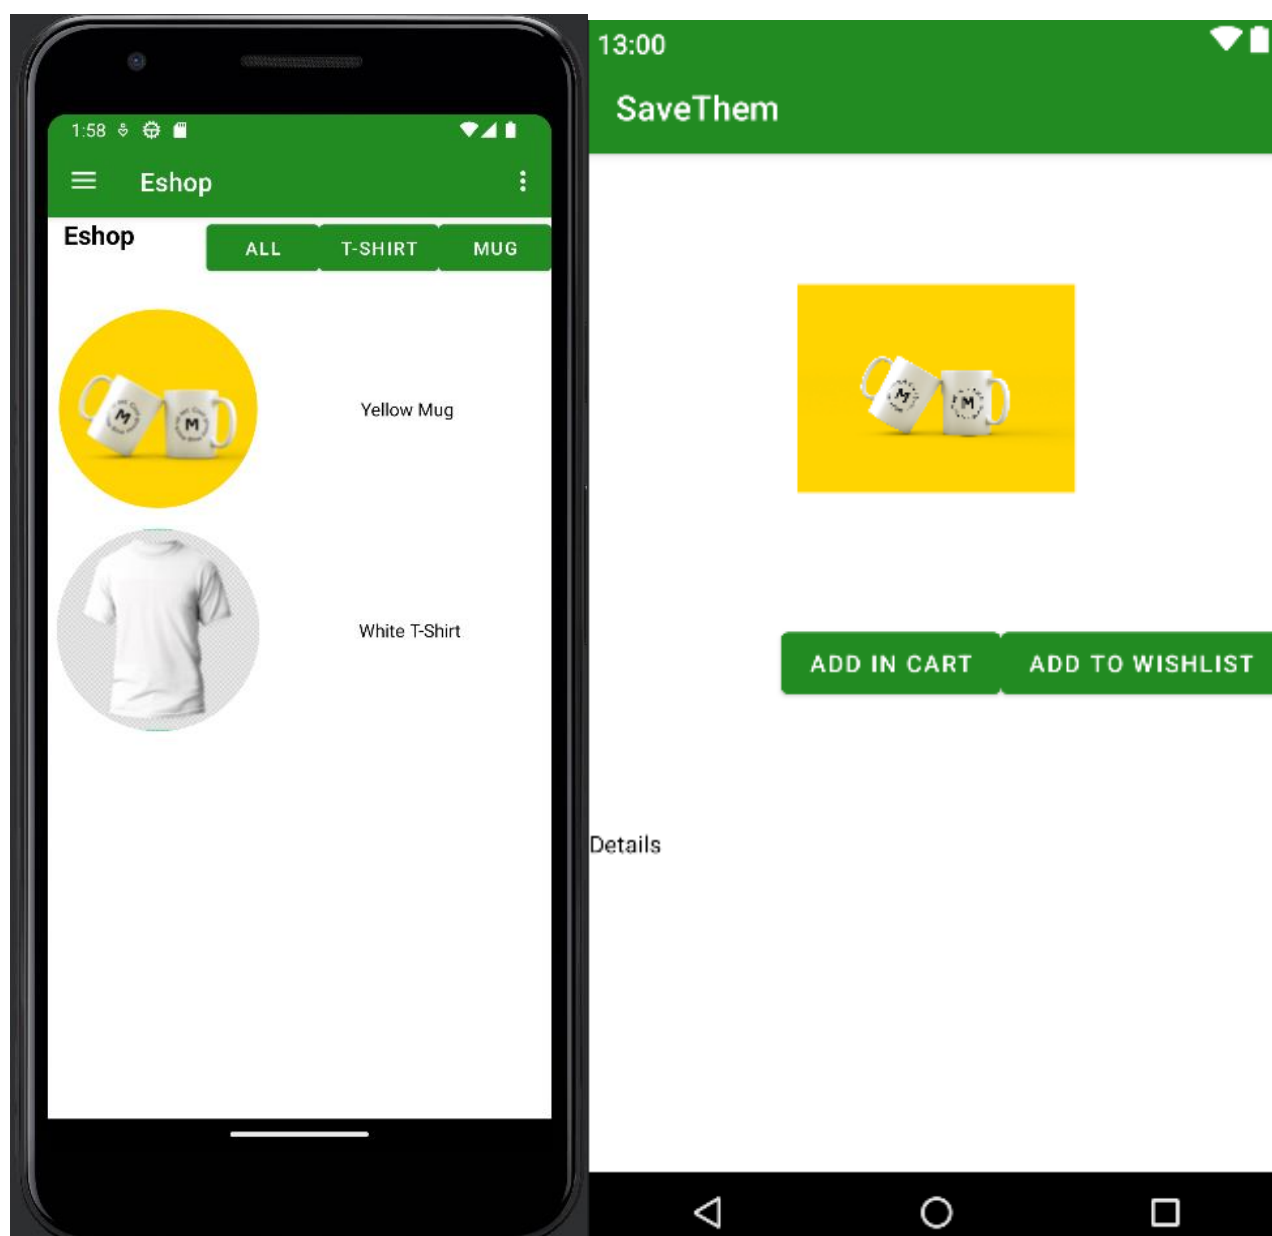 1:58
Eshop
Eshop
ALL T-SHIRT MUG
M M
Yellow Mug
White T-Shirt
13:00
SaveThem
M M
ADD IN CART ADD TO WISHLIST
Details